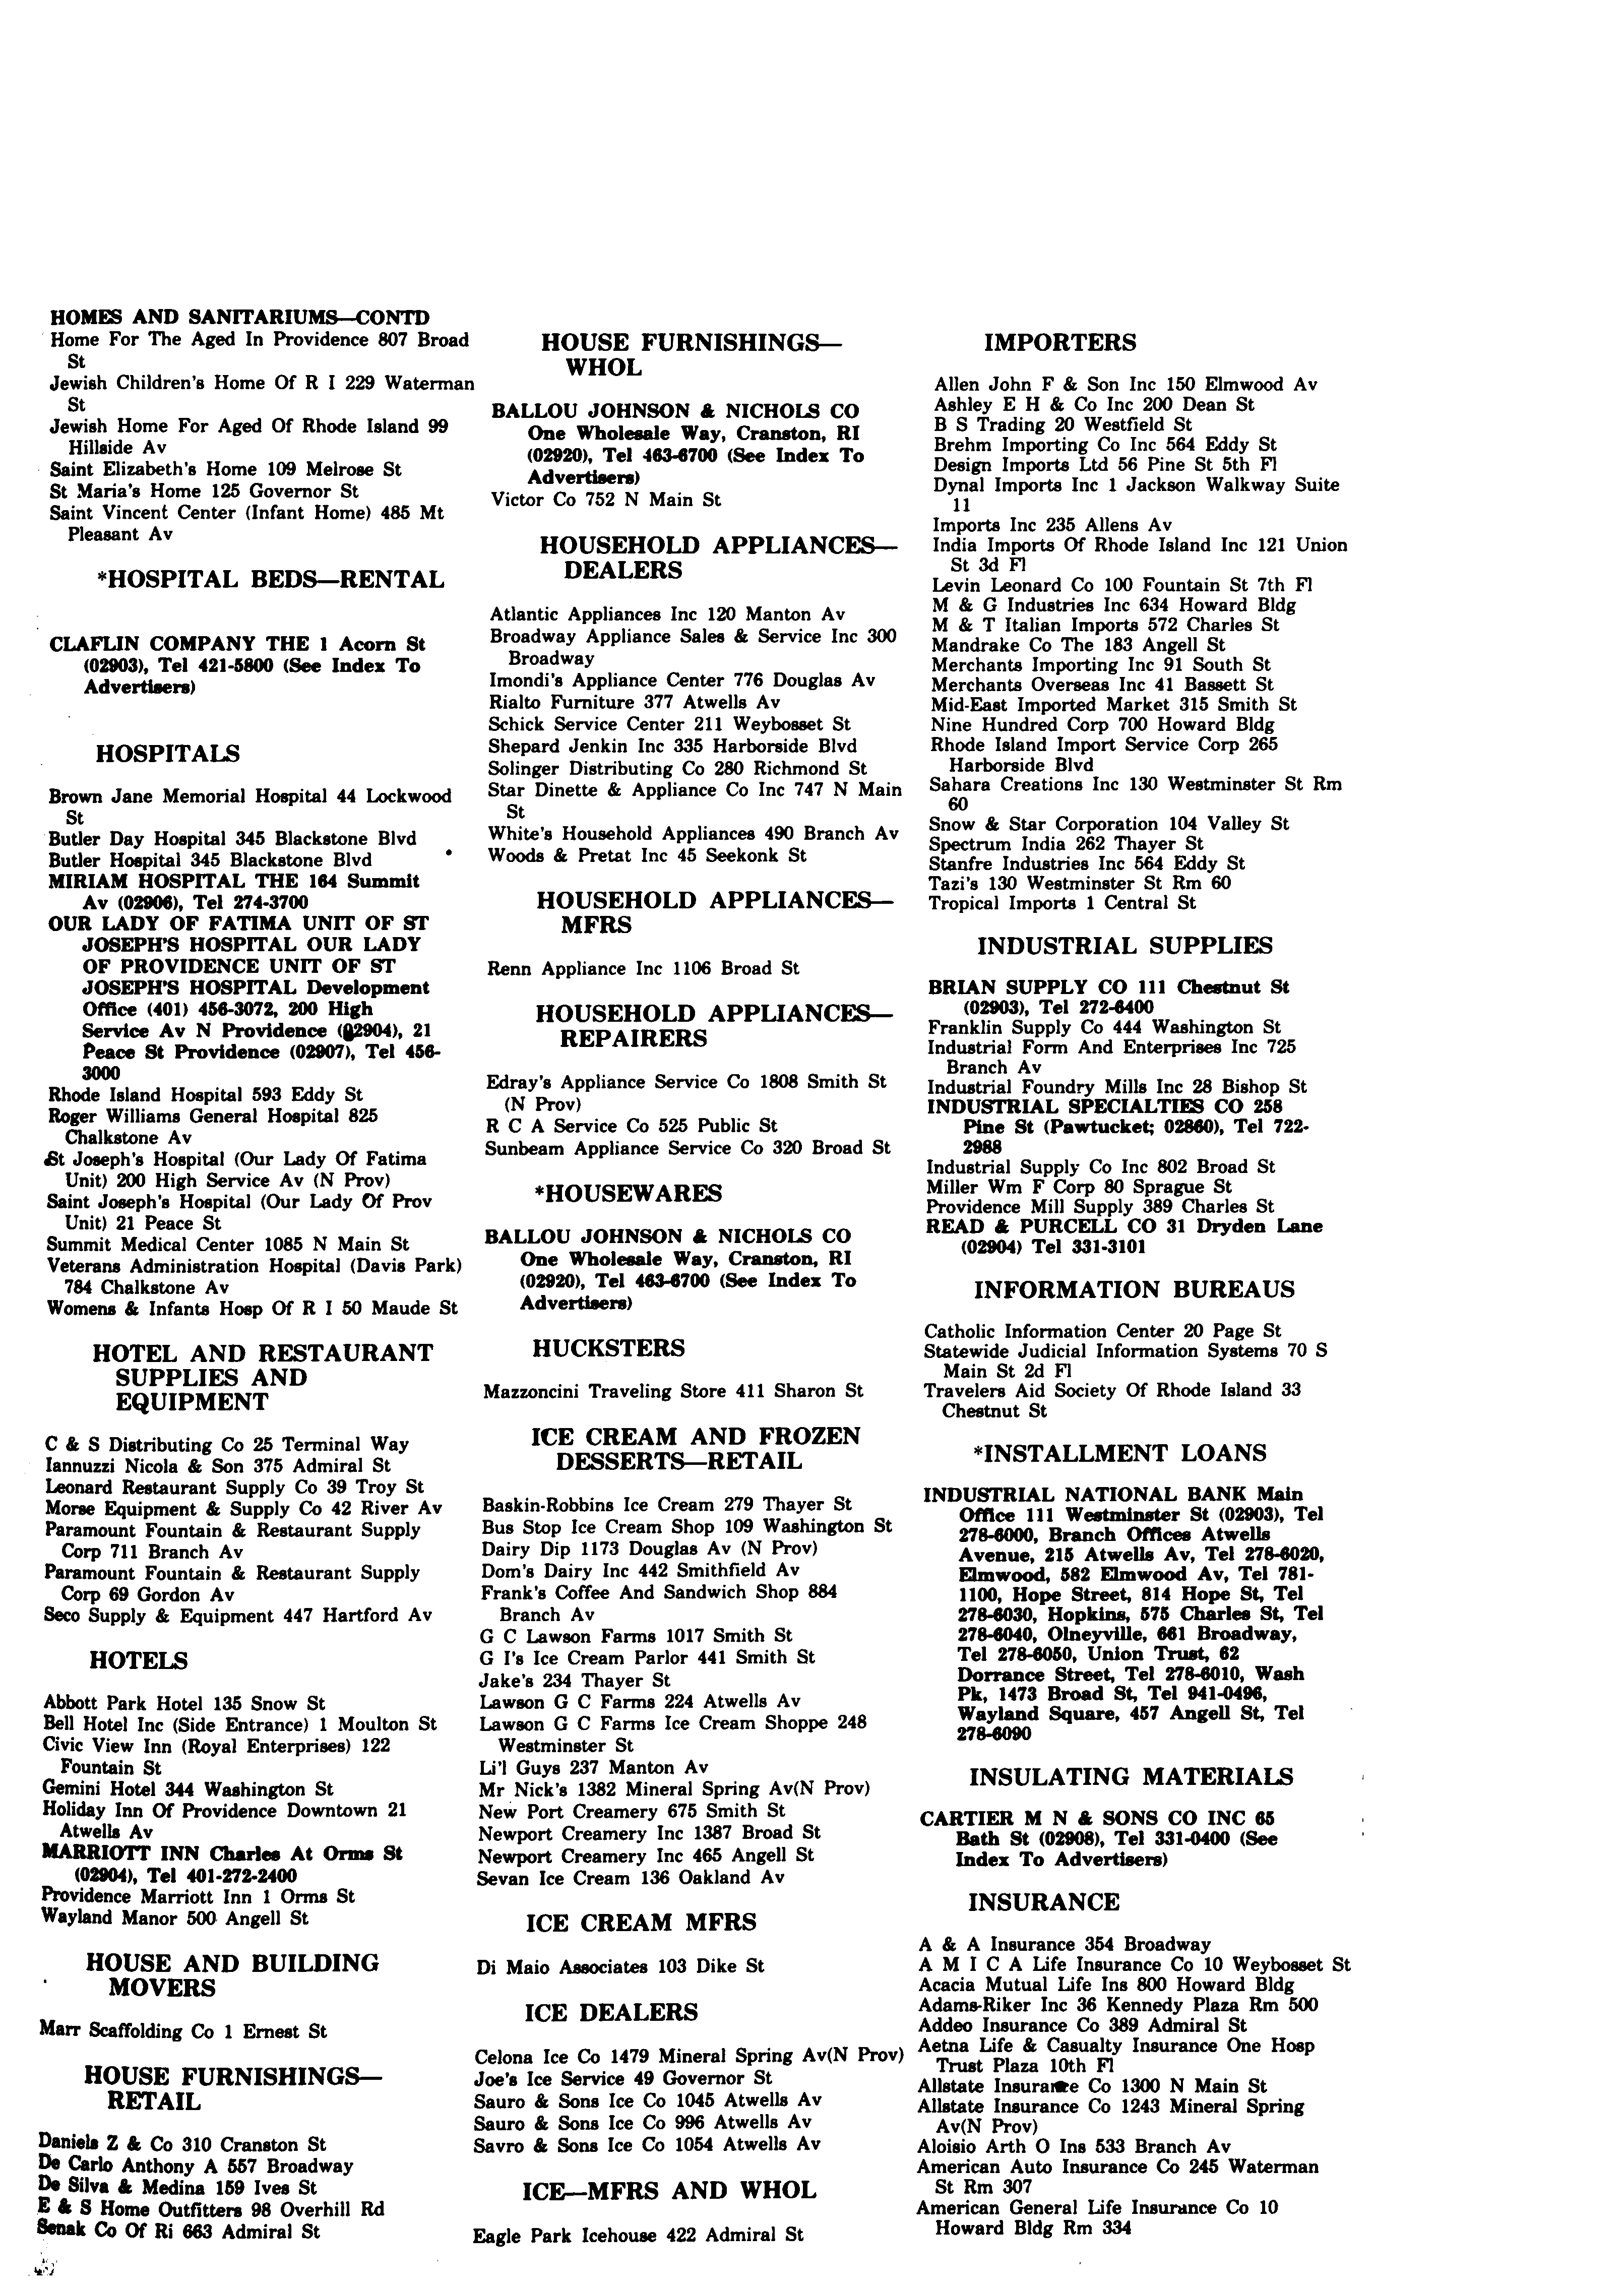 HOMES AND SANITARIUMS—CONTD
Home For The Aged In Providence 807 Broad
St
Jewish Children's Home Of R I 229 Waterman
St
Jewish Home For Aged Of Rhode Island 99
Hillside Av
Saint Elizabeth's Home 109 Melrose St
St Maria's Home 125 Governor St
Saint Vincent Center (Infant Home) 485 Mt
Pleasant Av
*HOSPITAL BEDS—RENTAL
CLAFLIN COMPANY THE 1 Acorn St
(02903), Tel 421-5800 (See Index To
Advertisers)
HOSPITALS
Brown Jane Memorial Hospital 44 Lockwood
St
Butler Day Hospital 345 Blackstone Blvd
Butler Hospital 345 Blackstone Blvd
MIRIAM HOSPITAL THE 164 Summit
Av (02906), Tel 274-3700
OUR LADY OF FATIMA UNIT OF ST
JOSEPH'S HOSPITAL OUR LADY
OF PROVIDENCE UNIT OF ST
JOSEPH'S HOSPITAL Development
Office (401) 456-3072, 200 High
Service Av N Providence (02904), 21
Peace St Providence (02907), Tel 456-
3000
Rhode Island Hospital 593 Eddy St
Roger Williams General Hospital 825
Chalkstone Av
St Joseph's Hospital (Our Lady Of Fatima
Unit) 200 High Service Av (N Prov)
Saint Joseph's Hospital (Our Lady Of Prov
Unit) 21 Peace St
Summit Medical Center 1085 N Main St
Veterans Administration Hospital (Davis Park)
784 Chalkstone Av
Womens & Infants Hosp Of R I 50 Maude St
HOTEL AND RESTAURANT
SUPPLIES AND
EQUIPMENT
C & S Distributing Co 25 Terminal Way
Iannuzzi Nicola & Son 375 Admiral St
Leonard Restaurant Supply Co 39 Troy St
Morse Equipment & Supply Co 42 River Av
Paramount Fountain & Restaurant Supply
Corp 711 Branch Av
Paramount Fountain & Restaurant Supply
Corp 69 Gordon Av
Seco Supply & Equipment 447 Hartford Av
HOTELS
Abbott Park Hotel 135 Snow St
Bell Hotel Inc (Side Entrance) 1 Moulton St
Civic View Inn (Royal Enterprises) 122
Fountain St
Gemini Hotel 344 Washington St
Holiday Inn Of Providence Downtown 21
Atwells Av
MARRIOTT INN Charles At Orms St
(02904), Tel 401-272-2400
Providence Marriott Inn 1 Orms St
Wayland Manor 500 Angell St
HOUSE AND BUILDING
MOVERS
Marr Scaffolding Co 1 Ernest St
HOUSE FURNISHINGS—
RETAIL
Daniels Z & Co 310 Cranston St
De Carlo Anthony A 557 Broadway
De Silva & Medina 159 Ives St
E & S Home Outfitters 98 Overhill Rd
Senak Co Of Ri 663 Admiral St
HOUSE FURNISHINGS—
WHOL
BALLOU JOHNSON & NICHOLS CO
One Wholesale Way, Cranston, RI
(02920), Tel 463-6700 (See Index To
Advertisers)
Victor Co 752 N Main St
HOUSEHOLD APPLIANCES—
DEALERS
Atlantic Appliances Inc 120 Manton Av
Broadway Appliance Sales & Service Inc 300
Broadway
Imondi's Appliance Center 776 Douglas Av
Rialto Furniture 377 Atwells Av
Schick Service Center 211 Weybosset St
Shepard Jenkin Inc 335 Harborside Blvd
Solinger Distributing Co 280 Richmond St
Star Dinette & Appliance Co Inc 747 N Main
St
White's Household Appliances 490 Branch Av
Woods & Pretat Inc 45 Seekonk St
HOUSEHOLD APPLIANCES—
MFRS
Renn Appliance Inc 1106 Broad St
HOUSEHOLD APPLIANCES—
REPAIRERS
Edray's Appliance Service Co 1808 Smith St
(N Prov)
R C A Service Co 525 Public St
Sunbeam Appliance Service Co 320 Broad St
*HOUSEWARES
BALLOU JOHNSON & NICHOLS CO
One Wholesale Way, Cranston, RI
(02920), Tel 463-6700 (See Index To
Advertisers)
HUCKSTERS
Mazzoncini Traveling Store 411 Sharon St
ICE CREAM AND FROZEN
DESSERTS—RETAIL
Baskin-Robbins Ice Cream 279 Thayer St
Bus Stop Ice Cream Shop 109 Washington St
Dairy Dip 1173 Douglas Av (N Prov)
Dom's Dairy Inc 442 Smithfield Av
Frank's Coffee And Sandwich Shop 884
Branch Av
G C Lawson Farms 1017 Smith St
G I's Ice Cream Parlor 441 Smith St
Jake's 234 Thayer St
Lawson G C Farms 224 Atwells Av
Lawson G C Farms Ice Cream Shoppe 248
Westminster St
Li'l Guys 237 Manton Av
Mr Nick's 1382 Mineral Spring Av(N Prov)
New Port Creamery 675 Smith St
Newport Creamery Inc 1387 Broad St
Newport Creamery Inc 465 Angell St
Sevan Ice Cream 136 Oakland Av
ICE CREAM MFRS
Di Maio Associates 103 Dike St
ICE DEALERS
Celona Ice Co 1479 Mineral Spring Av(N Prov)
Joe's Ice Service 49 Governor St
Sauro & Sons Ice Co 1045 Atwells Av
Sauro & Sons Ice Co 996 Atwells Av
Savro & Sons Ice Co 1054 Atwells Av
ICE—MFRS AND WHOL
Eagle Park Icehouse 422 Admiral St
IMPORTERS
Allen John F & Son Inc 150 Elmwood Av
Ashley E H & Co Inc 200 Dean St
B S Trading 20 Westfield St
Brehm Importing Co Inc 564 Eddy St
Design Imports Ltd 56 Pine St 5th Fl
Dynal Imports Inc 1 Jackson Walkway Suite
11
Imports Inc 235 Allens Av
India Imports Of Rhode Island Inc 121 Union
St 3d Fl
Levin Leonard Co 100 Fountain St 7th Fl
M & G Industries Inc 634 Howard Bldg
M & T Italian Imports 572 Charles St
Mandrake Co The 183 Angell St
Merchants Importing Inc 91 South St
Merchants Overseas Inc 41 Bassett St
Mid-East Imported Market 315 Smith St
Nine Hundred Corp 700 Howard Bldg
Rhode Island Import Service Corp 265
Harborside Blvd
Sahara Creations Inc 130 Westminster St Rm
60
Snow & Star Corporation 104 Valley St
Spectrum India 262 Thayer St
Stanfre Industries Inc 564 Eddy St
Tazi's 130 Westminster St Rm 60
Tropical Imports 1 Central St
INDUSTRIAL SUPPLIES
BRIAN SUPPLY CO 111 Chestnut St
(02903), Tel 272-6400
Franklin Supply Co 444 Washington St
Industrial Form And Enterprises Inc 725
Branch Av
Industrial Foundry Mills Inc 28 Bishop St
INDUSTRIAL SPECIALTIES CO 258
Pine St (Pawtucket; 02860), Tel 722-
2988
Industrial Supply Co Inc 802 Broad St
Miller Wm F Corp 80 Sprague St
Providence Mill Supply 389 Charles St
READ & PURCELL CO 31 Dryden Lane
(02904) Tel 331-3101
INFORMATION BUREAUS
Catholic Information Center 20 Page St
Statewide Judicial Information Systems 70 S
Main St 2d Fl
Travelers Aid Society Of Rhode Island 33
Chestnut St
*INSTALLMENT LOANS
INDUSTRIAL NATIONAL BANK Main
Office 111 Westminster St (02903), Tel
278-6000, Branch Offices Atwells
Avenue, 215 Atwells Av, Tel 278-6020,
Elmwood, 582 Elmwood Av, Tel 781-
1100, Hope Street, 814 Hope St, Tel
278-6030, Hopkins, 575 Charles St, Tel
278-6040, Olneyville, 661 Broadway,
Tel 278-6050, Union Trust, 62
Dorrance Street, Tel 278-6010, Wash
Pk, 1473 Broad St, Tel 941-0496,
Wayland Square, 457 Angell St, Tel
278-6090
INSULATING MATERIALS
CARTIER M N & SONS CO INC 65
Bath St (02908), Tel 331-0400 (See
Index To Advertisers)
INSURANCE
A & A Insurance 354 Broadway
A M I C A Life Insurance Co 10 Weybosset St
Acacia Mutual Life Ins 800 Howard Bldg
Adams-Riker Inc 36 Kennedy Plaza Rm 500
Addeo Insurance Co 389 Admiral St
Aetna Life & Casualty Insurance One Hosp
Trust Plaza 10th Fl
Allstate Insurance Co 1300 N Main St
Allstate Insurance Co 1243 Mineral Spring
Av(N Prov)
Aloisio Arth O Ins 533 Branch Av
American Auto Insurance Co 245 Waterman
St Rm 307
American General Life Insurance Co 10
Howard Bldg Rm 334